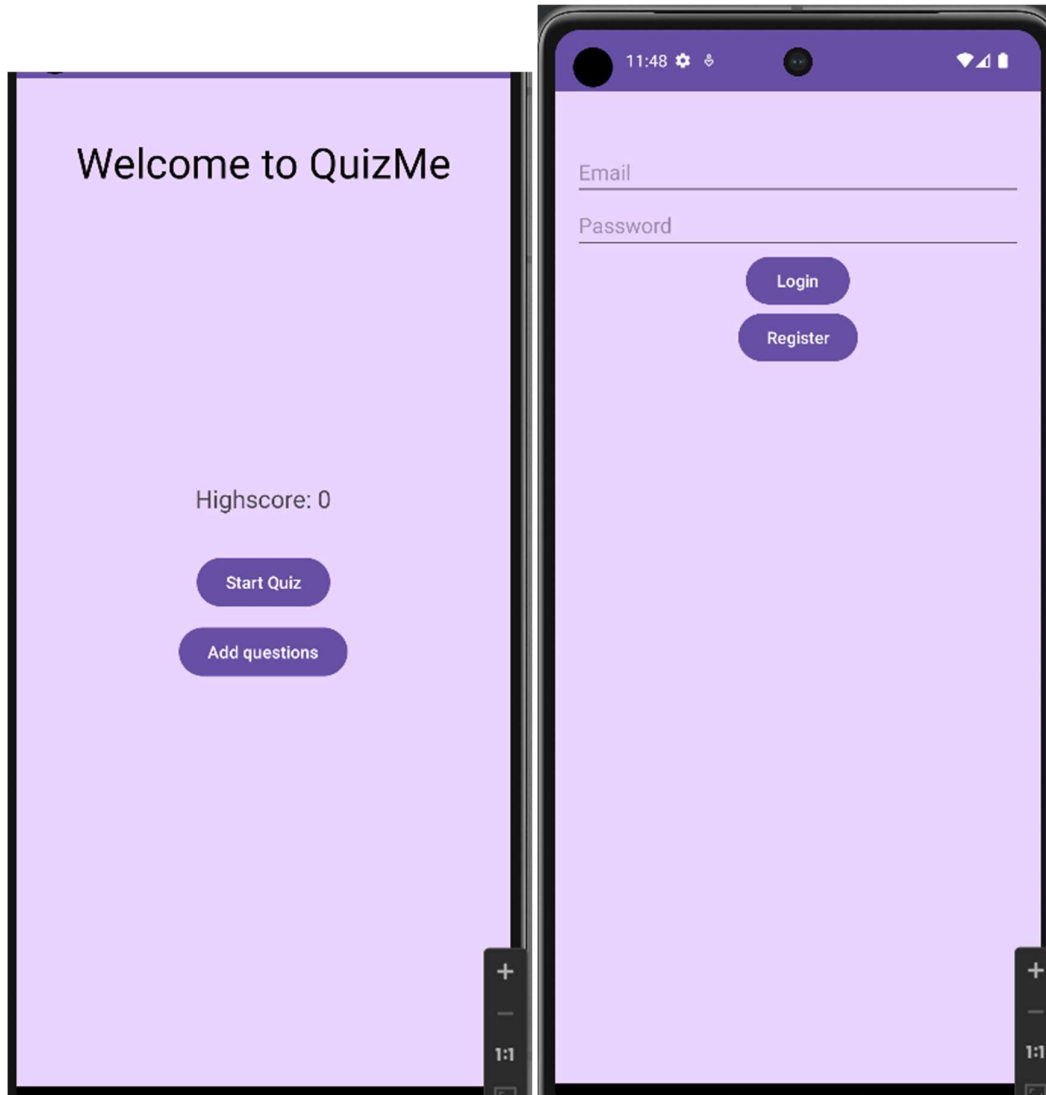 Welcome to QuizMe
Highscore: 0
Start Quiz
Add questions
1:1
11:48
Email
Password
Login
Register
1:1